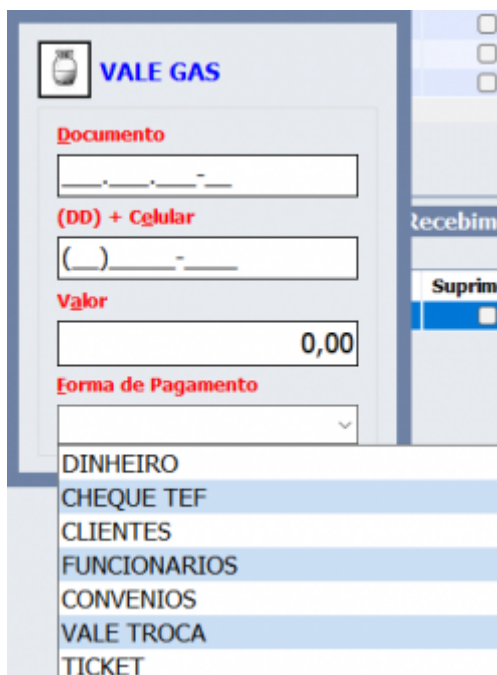 VALE GAS
Documento
___.___.___-__
(DD) + Celular
(__)_____-____
Valor
0,00
Forma de Pagamento
DINHEIRO
CHEQUE TEF
CLIENTES
FUNCIONARIOS
CONVENIOS
VALE TROCA
TICKET
Recebim
Suprim